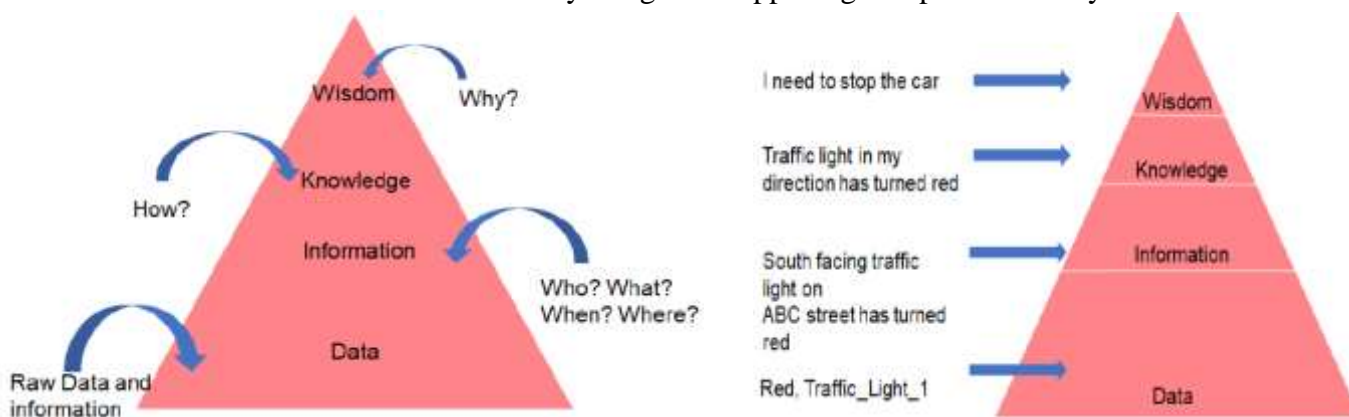 Wisdom
Why?
Knowledge
How?
Information
Who? What?
When? Where?
Data
Raw Data and
information
I need to stop the car
Wisdom
Traffic light in my
direction has turned red
Knowledge
South facing traffic
light on
ABC street has turned
red
Information
Red, Traffic_Light_1
Data